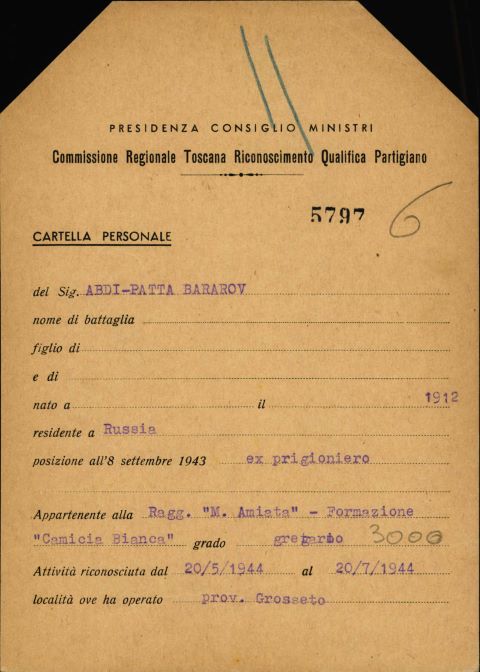 PRESIDENZA CONSIGLIO MINISTRI
Commissione Regionale Toscana Riconoscimento Qualifica Partigiano
5797 6
CARTELLA PERSONALE
del Sig. ABDI-PATTA BARAROV
nome di battaglia
figlio di
e di
nato a il 1912
residente a Russia
posizione all'8 settembre 1943 ex prigioniero
Appartenente alla Ragg. "M. Amiata" - Formazione
"Camicia Bianca" grado gregario 3000
Attività riconosciuta dal 20/5/1944 al 20/7/1944
località ove ha operato prov. Grosseto